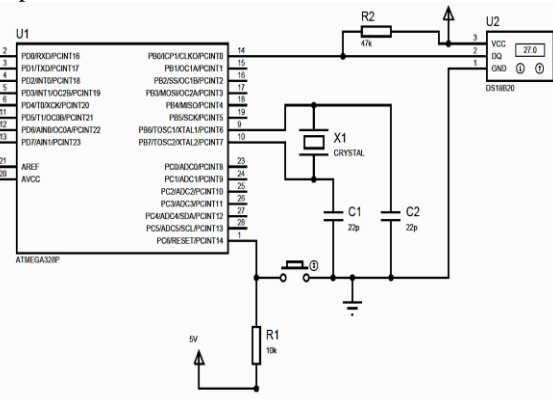 U1
2 PD0/RXD/PCINT16
3 PD1/TXD/PCINT17
4 PD2/INT0/PCINT18
5 PD3/INT1/OC2B/PCINT19
6 PD4/T0/XCK/PCINT20
11 PD5/T1/OC0B/PCINT21
12 PD6/AIN0/OC0A/PCINT22
13 PD7/AIN1/PCINT23
21 AREF
20 AVCC
PB0/ICP1/CLKO/PCINT0 14
PB1/OC1A/PCINT1 15
PB2/SS/OC1B/PCINT2 16
PB3/MOSI/OC2A/PCINT3 17
PB4/MISO/PCINT4 18
PB5/SCK/PCINT5 19
PB6/TOSC1/XTAL1/PCINT6 9
PB7/TOSC2/XTAL2/PCINT7 10
PC0/ADC0/PCINT8 23
PC1/ADC1/PCINT9 24
PC2/ADC2/PCINT10 25
PC3/ADC3/PCINT11 26
PC4/ADC4/SDA/PCINT12 27
PC5/ADC5/SCL/PCINT13 28
PC6/RESET/PCINT14 1
ATMEGA328P
R2
47k
U2
3 VCC
2 DQ
1 GND
27.0
DS18B20
X1
CRYSTAL
C1
22p
C2
22p
R1
10k
5V